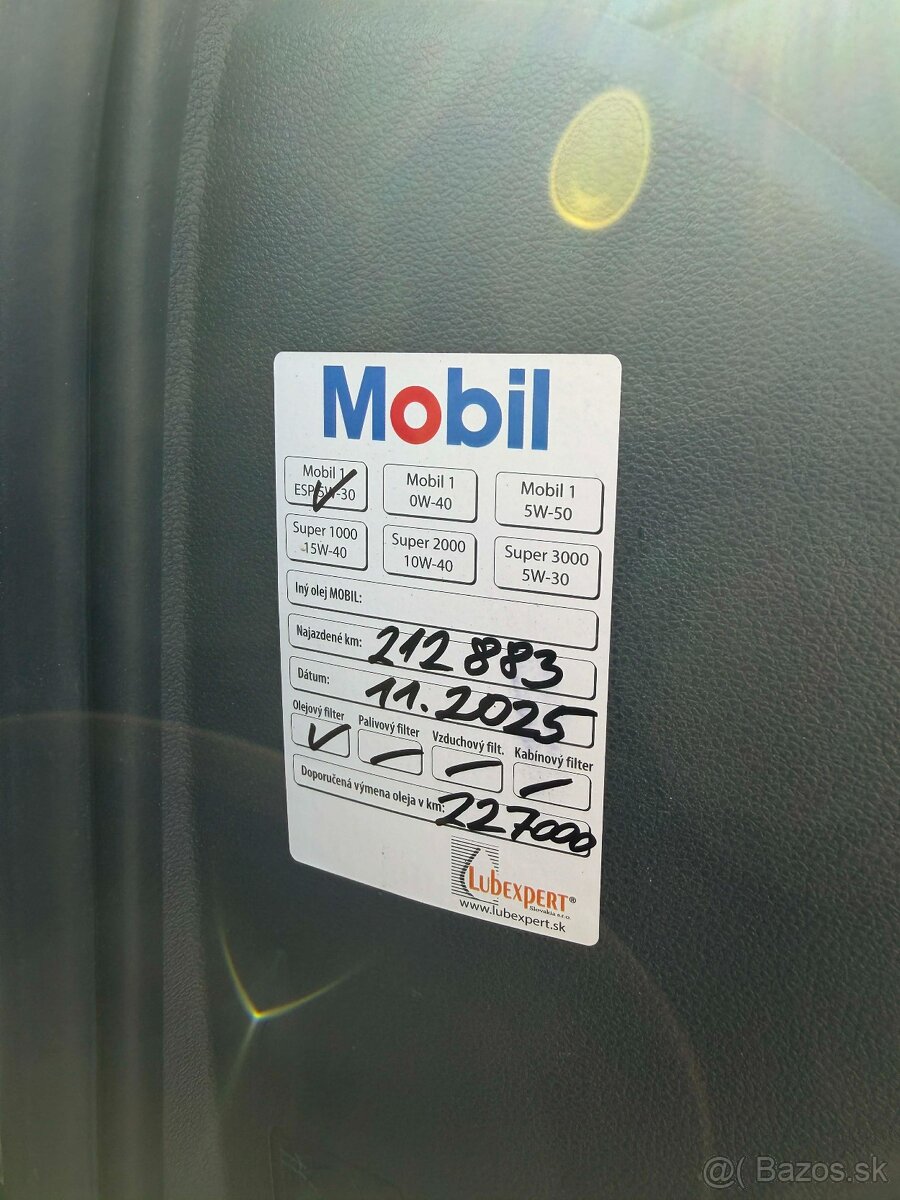 Mobil
Mobil 1
ESP 5W-30
Mobil 1
0W-40
Mobil 1
5W-50
Super 1000
15W-40
Super 2000
10W-40
Super 3000
5W-30
Iný olej MOBIL:
Najazdené km: 212 883
Dátum: 11.2025
Olejový filter Palivový filter Vzduchový filt. Kabínový filter
Doporučená výmena oleja v km: 227000
LUBEXPERT®
Slovakia s.r.o.
www.lubexpert.sk
@( Bazos.sk